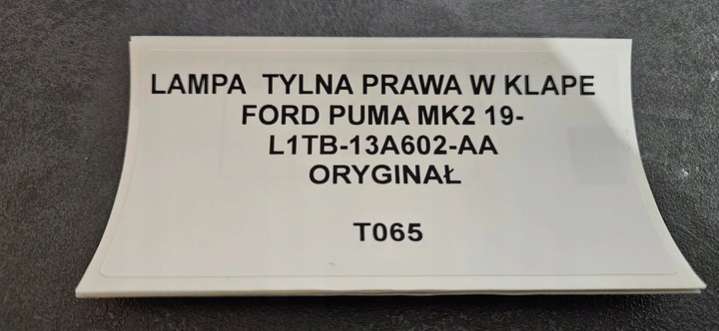 LAMPA TYLNA PRAWA W KLAPE
FORD PUMA MK2 19-
L1TB-13A602-AA
ORYGINAŁ
T065